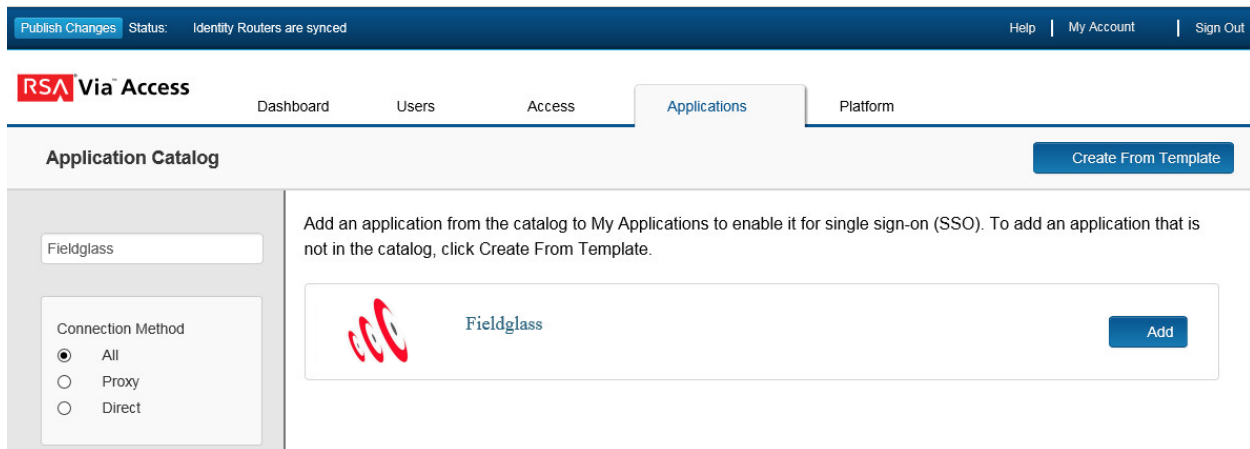 Publish Changes Status: Identity Routers are synced Help My Account Sign Out
RSA Via™ Access
Dashboard Users Access Applications Platform
Application Catalog Create From Template
Fieldglass
Connection Method
All
Proxy
Direct
Add an application from the catalog to My Applications to enable it for single sign-on (SSO). To add an application that is
not in the catalog, click Create From Template.
Fieldglass Add